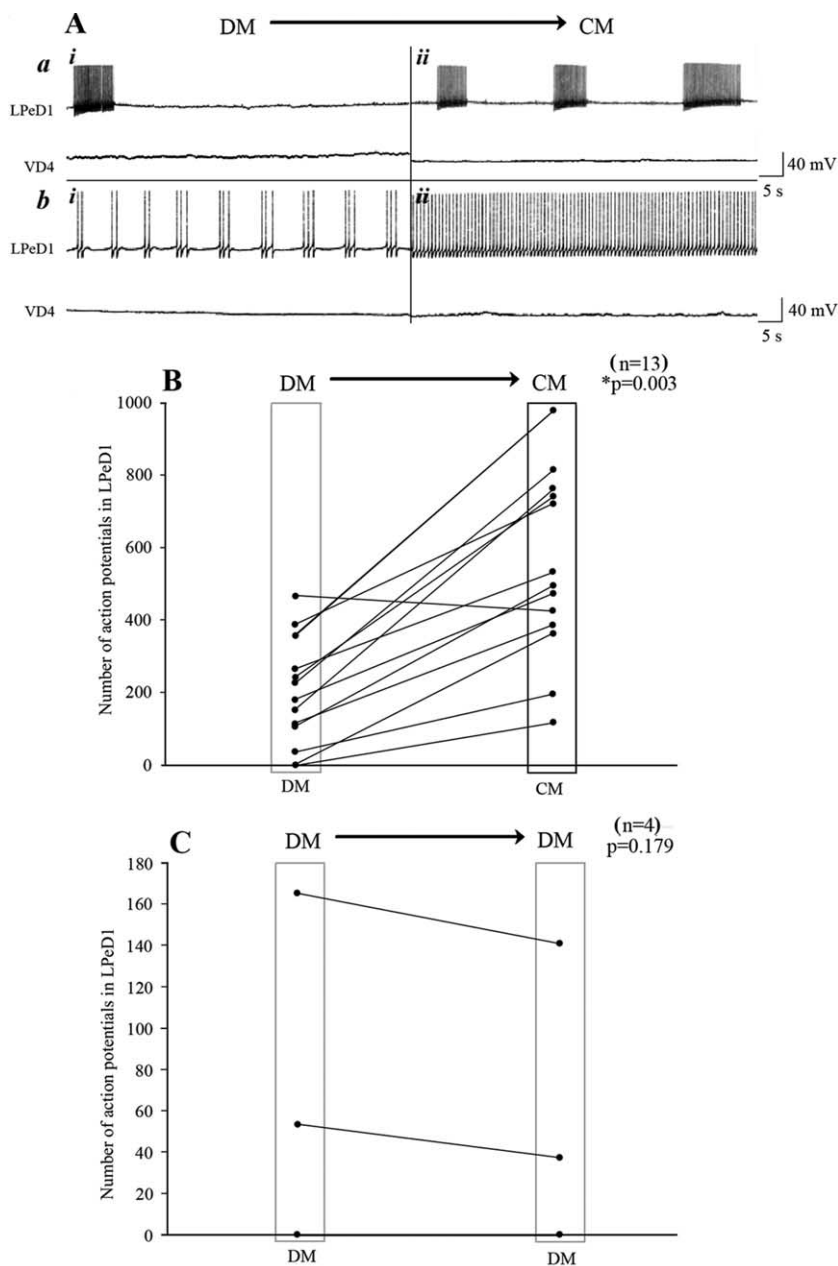 A
DM CM
a i ii
LPeD1
VD4
40 mV
5 s
b i ii
LPeD1
VD4
40 mV
5 s
B DM CM (n=13)
*p=0.003
Number of action potentials in LPeD1
1000
800
600
400
200
0
DM CM
C DM DM (n=4)
p=0.179
Number of action potentials in LPeD1
180
160
140
120
100
80
60
40
20
0
DM DM